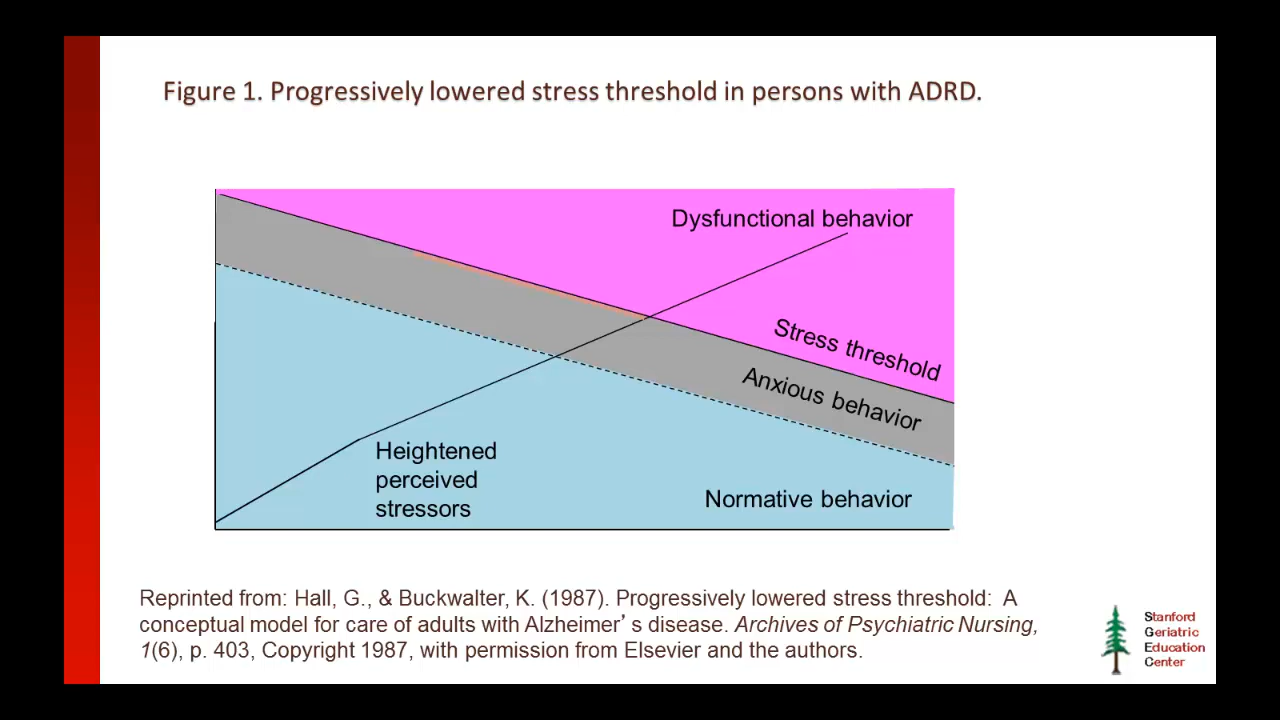 Figure 1. Progressively lowered stress threshold in persons with ADRD.
Dysfunctional behavior
Stress threshold
Anxious behavior
Heightened
perceived
stressors
Normative behavior
Reprinted from: Hall, G., & Buckwalter, K. (1987). Progressively lowered stress threshold: A
conceptual model for care of adults with Alzheimer’ s disease. Archives of Psychiatric Nursing,
1(6), p. 403, Copyright 1987, with permission from Elsevier and the authors.
Stanford
Geriatric
Education
Center